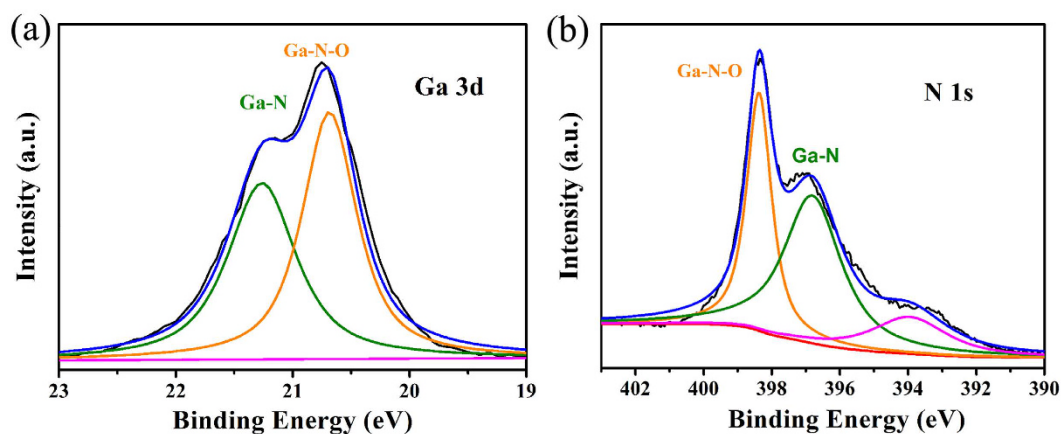 (a)
Ga-N-O
Ga-N
Ga 3d
Intensity (a.u.)
23 22 21 20 19
Binding Energy (eV)
(b)
Ga-N-O
N 1s
Ga-N
Intensity (a.u.)
402 400 398 396 394 392 390
Binding Energy (eV)